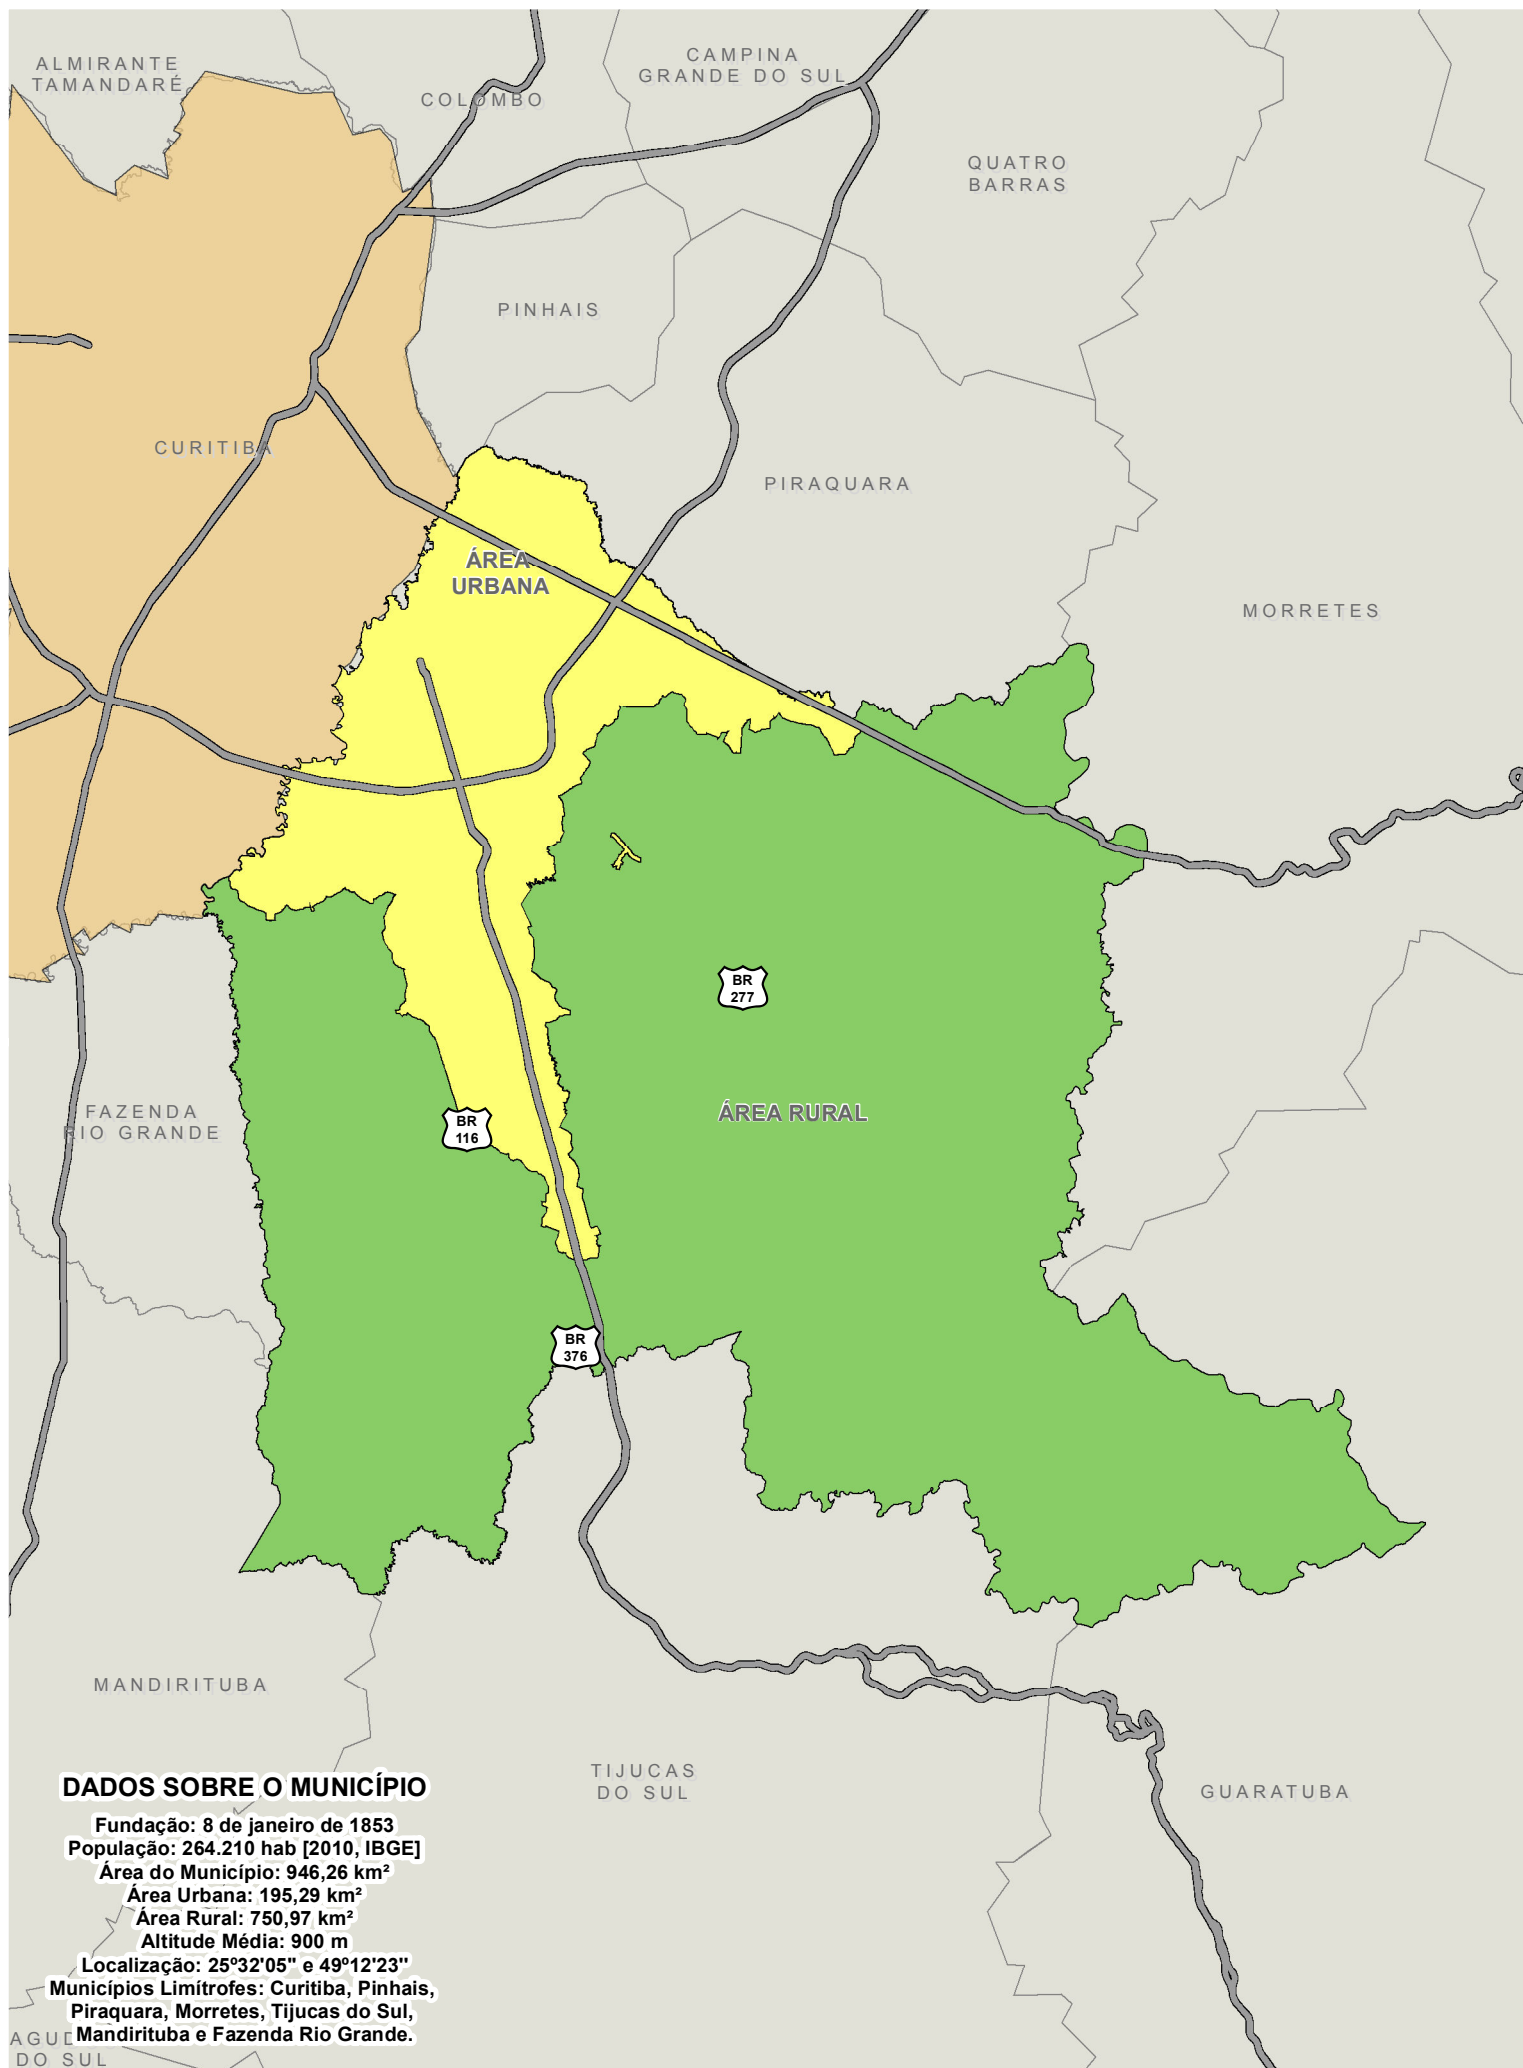 ALMIRANTE
TAMANDARÉ
COLOMBO
CAMPINA
GRANDE DO SUL
QUATRO
BARRAS
PINHAIS
CURITIBA
PIRAQUARA
ÁREA
URBANA
MORRETES
BR
277
FAZENDA
RIO GRANDE
BR
116
ÁREA RURAL
BR
376
MANDIRITUBA
TIJUCAS
DO SUL
GUARATUBA
DADOS SOBRE O MUNICÍPIO
Fundação: 8 de janeiro de 1853
População: 264.210 hab [2010, IBGE]
Área do Município: 946,26 km²
Área Urbana: 195,29 km²
Área Rural: 750,97 km²
Altitude Média: 900 m
Localização: 25º32'05" e 49º12'23"
Municípios Limítrofes: Curitiba, Pinhais,
Piraquara, Morretes, Tijucas do Sul,
Mandirituba e Fazenda Rio Grande.
DO SUL